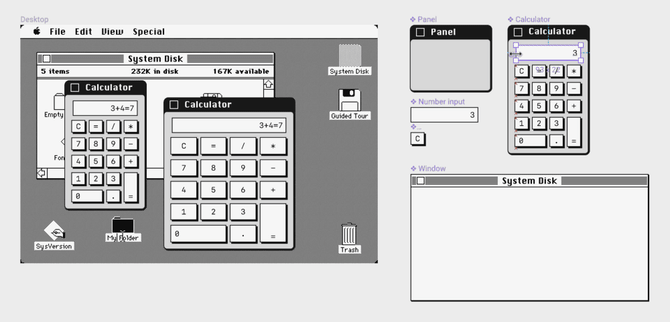 Desktop
File Edit View Special
System Disk
5 items 232K in disk 167K available
Empty
Fon
Calculator
3+4=7
C = / *
7 8 9 -
4 5 6 +
1 2 3 =
0 .
Calculator
3+4=7
C = / *
7 8 9 -
4 5 6 +
1 2 3
0 . =
System Disk
Guided Tour
SysVersion
My Folder
Trash
Panel
Panel
Number input
3
C
Calculator
Calculator
3
C
7 8 9 -
4 5 6 +
1 2 3 =
0 .
Window
System Disk